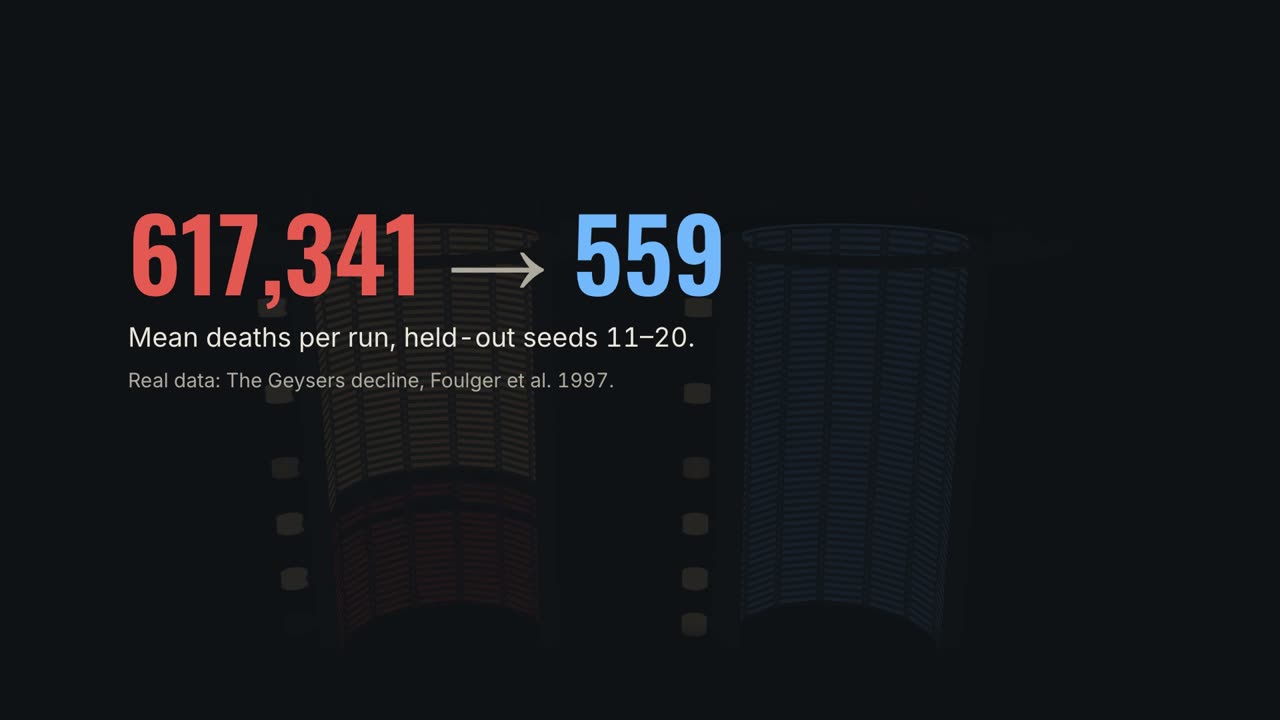 617,341 → 559
Mean deaths per run, held-out seeds 11–20.
Real data: The Geysers decline, Foulger et al. 1997.